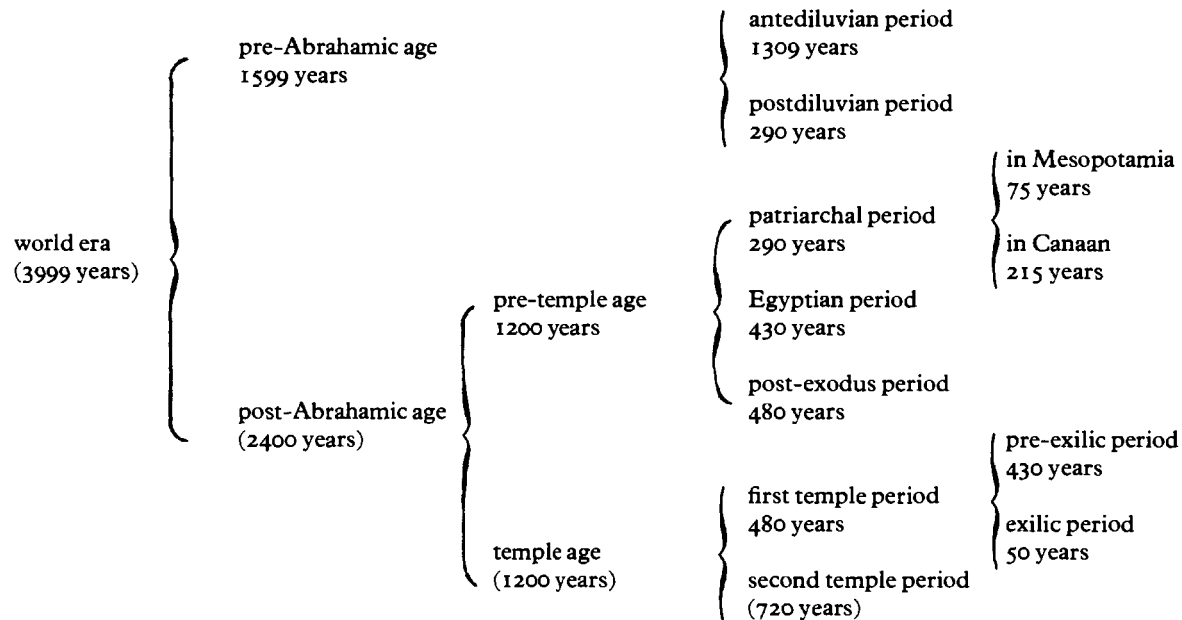 world era
(3999 years)
pre-Abrahamic age
1599 years
antediluvian period
1309 years
postdiluvian period
290 years
post-Abrahamic age
(2400 years)
pre-temple age
1200 years
patriarchal period
290 years
in Mesopotamia
75 years
in Canaan
215 years
Egyptian period
430 years
post-exodus period
480 years
temple age
(1200 years)
first temple period
480 years
pre-exilic period
430 years
exilic period
50 years
second temple period
(720 years)